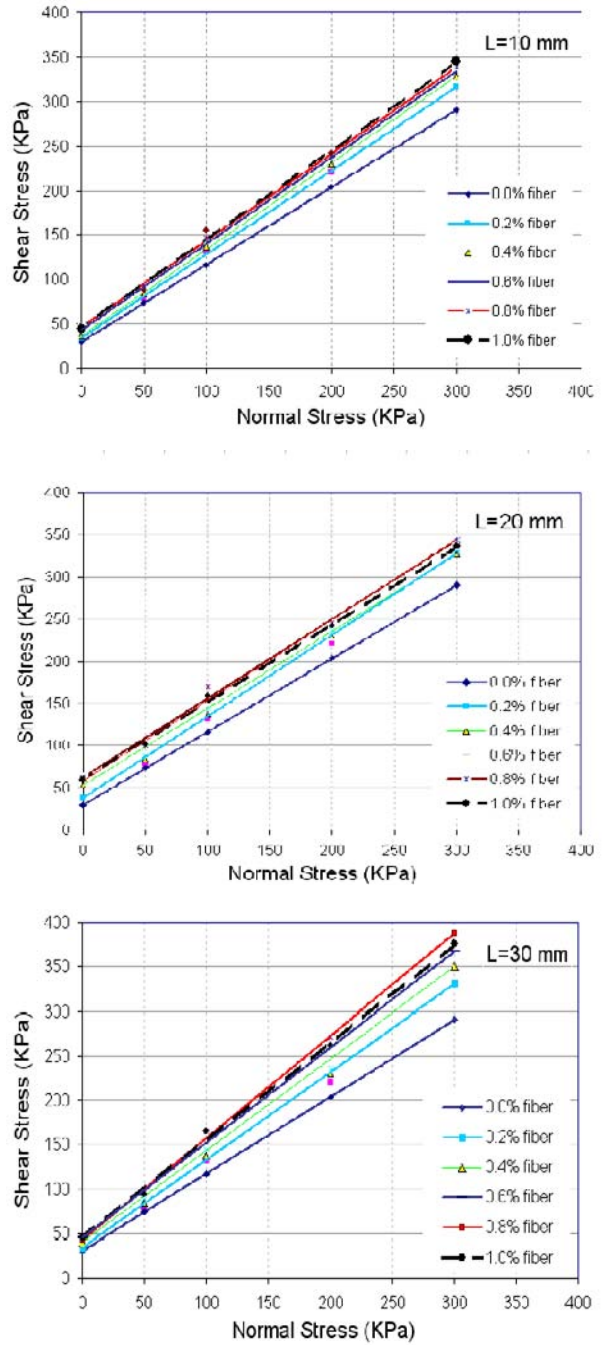 L=10 mm
400
350
300
250
200
150
100
50
0
Shear Stress (KPa)
0.0% fiber
0.2% fiber
0.4% fiber
0.6% fiber
0.8% fiber
1.0% fiber
0 50 100 150 200 250 300 350 400
Normal Stress (KPa)
L=20 mm
400
350
300
250
200
150
100
50
0
Shear Stress (KPa)
0.0% fiber
0.2% fiber
0.4% fiber
0.6% fiber
0.8% fiber
1.0% fiber
0 50 100 150 200 250 300 350 400
Normal Stress (KPa)
L=30 mm
400
350
300
250
200
150
100
50
0
Shear Stress (KPa)
0.0% fiber
0.2% fiber
0.4% fiber
0.6% fiber
0.8% fiber
1.0% fiber
0 50 100 150 200 250 300 350 400
Normal Stress (KPa)